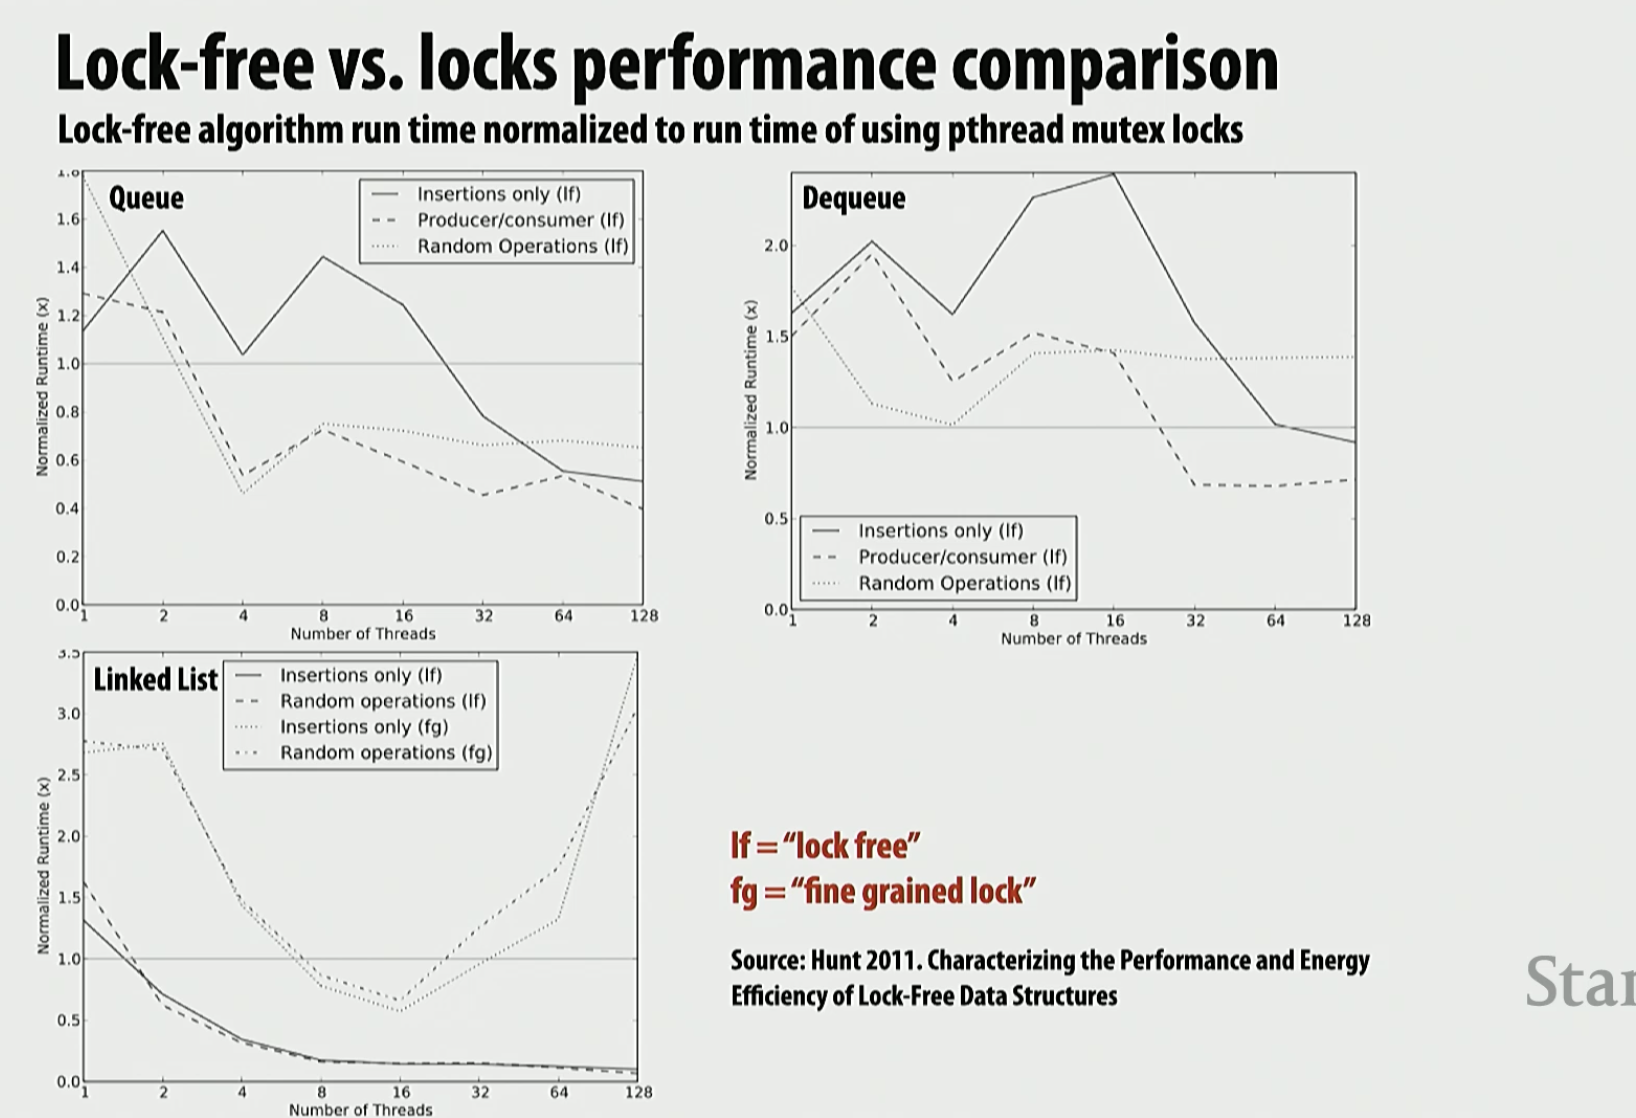 Lock-free vs. locks performance comparison
Lock-free algorithm run time normalized to run time of using pthread mutex locks
Queue
Insertions only (lf)
Producer/consumer (lf)
Random Operations (lf)
Normalized Runtime (x)
1.8
1.6
1.4
1.2
1.0
0.8
0.6
0.4
0.2
0.0
1 2 4 8 16 32 64 128
Number of Threads
Dequeue
Insertions only (lf)
Producer/consumer (lf)
Random Operations (lf)
Normalized Runtime (x)
2.0
1.5
1.0
0.5
0.0
1 2 4 8 16 32 64 128
Number of Threads
Linked List
Insertions only (lf)
Random operations (lf)
Insertions only (fg)
Random operations (fg)
Normalized Runtime (x)
3.5
3.0
2.5
2.0
1.5
1.0
0.5
0.0
1 2 4 8 16 32 64 128
Number of Threads
lf = “lock free”
fg = “fine grained lock”
Source: Hunt 2011. Characterizing the Performance and Energy
Efficiency of Lock-Free Data Structures